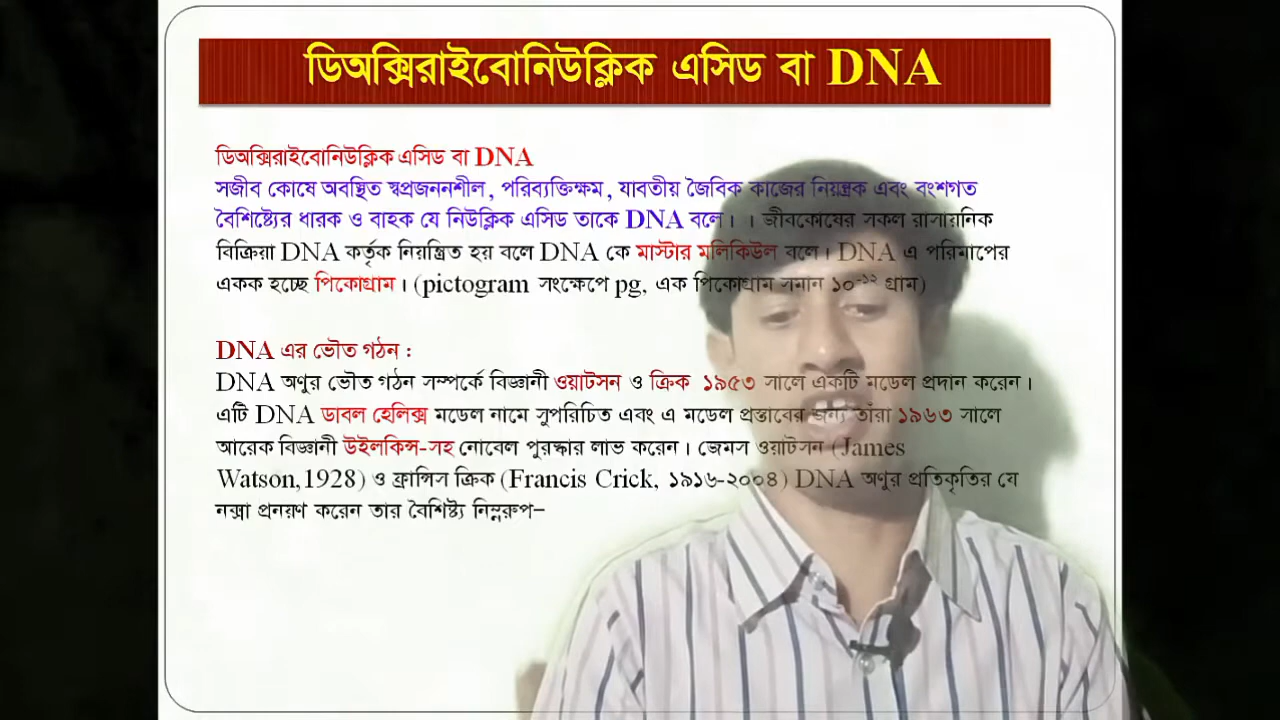 ডিঅক্সিরাইবোনিউক্লিক এসিড বা DNA
ডিঅক্সিরাইবোনিউক্লিক এসিড বা DNA
সজীব কোষে অবস্থিত স্বপ্রজননশীল, পরিব্যক্তিক্ষম, যাবতীয় জৈবিক কাজের নিয়ন্ত্রক এবং বংশগত
বৈশিষ্ট্যের ধারক ও বাহক যে নিউক্লিক এসিড তাকে DNA বলে। । জীবকোষের সকল রাসায়নিক
বিক্রিয়া DNA কর্তৃক নিয়ন্ত্রিত হয় বলে DNA কে মাস্টার মলিকিউল বলে। DNA এ পরিমাপের
একক হচ্ছে পিকোগ্রাম। (pictogram সংক্ষেপে pg, এক পিকোগ্রাম সমান ১০⁻¹² গ্রাম)
DNA এর ভৌত গঠন :
DNA অণুর ভৌত গঠন সম্পর্কে বিজ্ঞানী ওয়াটসন ও ক্রিক ১৯৫৩ সালে একটি মডেল প্রদান করেন।
এটি DNA ডাবল হেলিক্স মডেল নামে সুপরিচিত এবং এ মডেল প্রস্তাবের জন্য তাঁরা ১৯৬৩ সালে
আরেক বিজ্ঞানী উইলকিন্স-সহ নোবেল পুরস্কার লাভ করেন। জেমস ওয়াটসন (James
Watson,1928) ও ফ্রান্সিস ক্রিক (Francis Crick, ১৯১৬-২০০৪) DNA অণুর প্রতিকৃতির যে
নক্সা প্রনয়ণ করেন তার বৈশিষ্ট্য নিম্নরুপ–